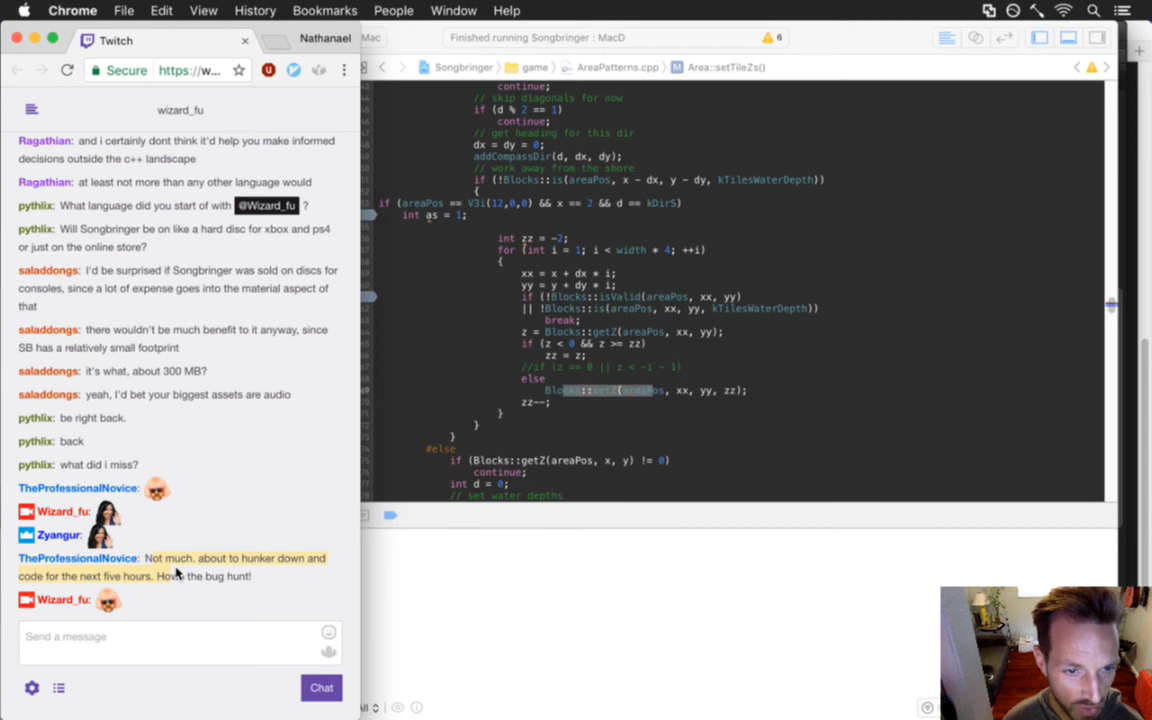 Chrome File Edit View History Bookmarks People Window Help
Twitch
Nathanael
Secure https://w...
wizard_fu
Ragathian: and i certainly dont think it'd help you make informed
decisions outside the c++ landscape
Ragathian: at least not more than any other language would
pythlix: What language did you start of with @Wizard_fu ?
pythlix: Will Songbringer be on like a hard disc for xbox and ps4
or just on the online store?
saladdongs: I'd be surprised if Songbringer was sold on discs for
consoles, since a lot of expense goes into the material aspect of
that
saladdongs: there wouldn't be much benefit to it anyway, since
SB has a relatively small footprint
saladdongs: it's what, about 300 MB?
saladdongs: yeah, I'd bet your biggest assets are audio
pythlix: be right back.
pythlix: back
pythlix: what did i miss?
TheProfessionalNovice:
Wizard_fu:
Zyangur:
TheProfessionalNovice: Not much. about to hunker down and
code for the next five hours. Hows the bug hunt!
Wizard_fu:
Send a message
Chat
Mac
Finished running Songbringer : MacD
6
Songbringer game AreaPatterns.cpp Area::setTileZs()
continue;
// skip diagonals for now
if (d % 2 == 1)
continue;
// get heading for this dir
dx = dy = 0;
addCompassDir(d, dx, dy);
// work away from the shore
if (!Blocks::is(areaPos, x - dx, y - dy, kTilesWaterDepth))
{
if (areaPos == V3i(12,0,0) && x == 2 && d == kDirS)
int as = 1;
int zz = -2;
for (int i = 1; i < width * 4; ++i)
{
xx = x + dx * i;
yy = y + dy * i;
if (!Blocks::isValid(areaPos, xx, yy)
|| !Blocks::is(areaPos, xx, yy, kTilesWaterDepth))
break;
z = Blocks::getZ(areaPos, xx, yy);
if (z < 0 && z >= zz)
zz = z;
//if (z == 0 || z < -i - 1)
else
Blocks::setZ(areaPos, xx, yy, zz);
zz--;
}
}
}
#else
if (Blocks::getZ(areaPos, x, y) != 0)
continue;
int d = 0;
// set water depths